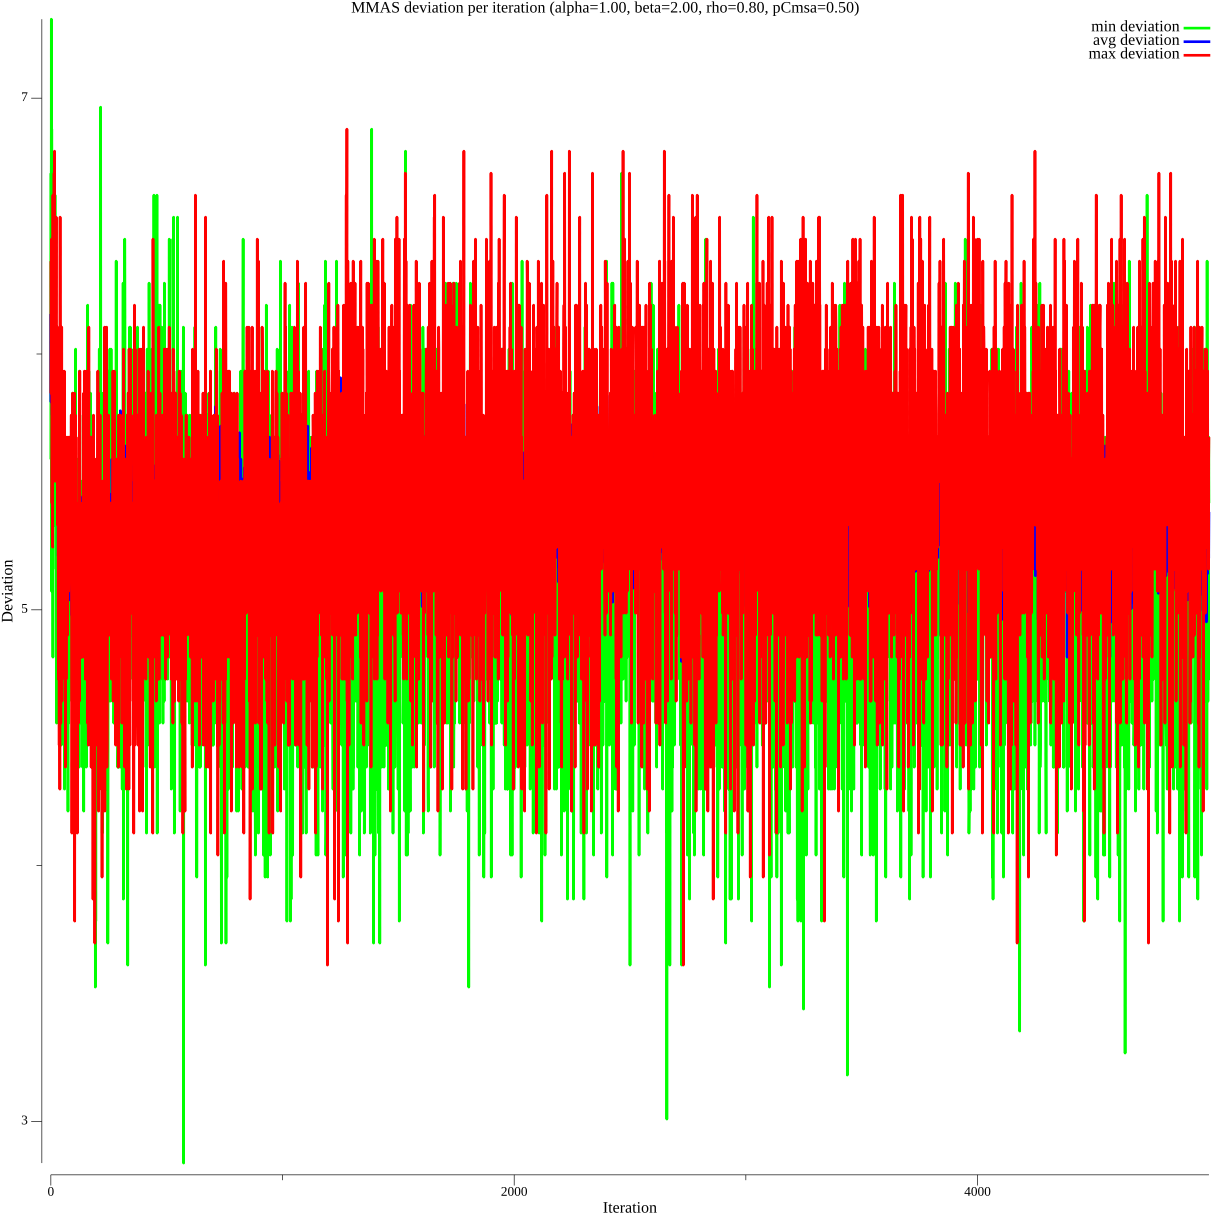 MMAS deviation per iteration (alpha=1.00, beta=2.00, rho=0.80, pCmsa=0.50)
min deviation
avg deviation
max deviation
7
5
3
Deviation
0
2000
4000
Iteration